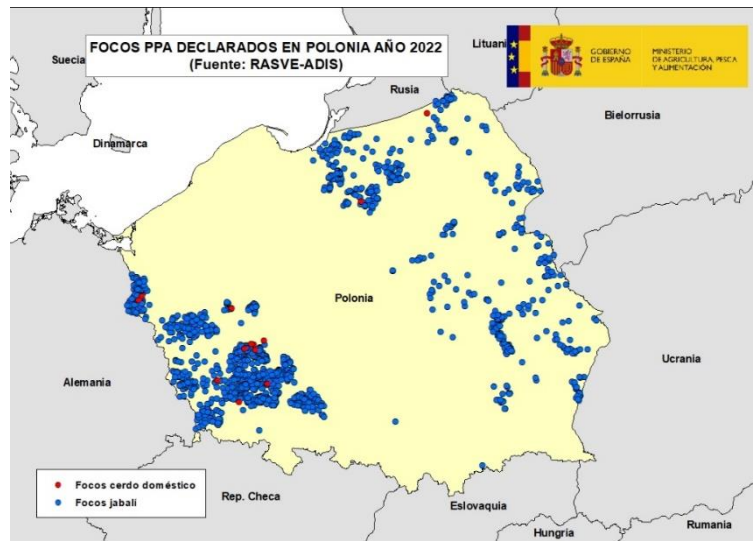 FOCOS PPA DECLARADOS EN POLONIA AÑO 2022
(Fuente: RASVE-ADIS)
GOBIERNO
DE ESPAÑA
MINISTERIO
DE AGRICULTURA, PESCA
Y ALIMENTACIÓN
Suecia
Lituani
Rusia
Bielorrusia
Dinamarca
Polonia
Alemania
Ucrania
Focos cerdo doméstico
Focos jabalí
Rep. Checa
Eslovaquia
Hungría
Rumania